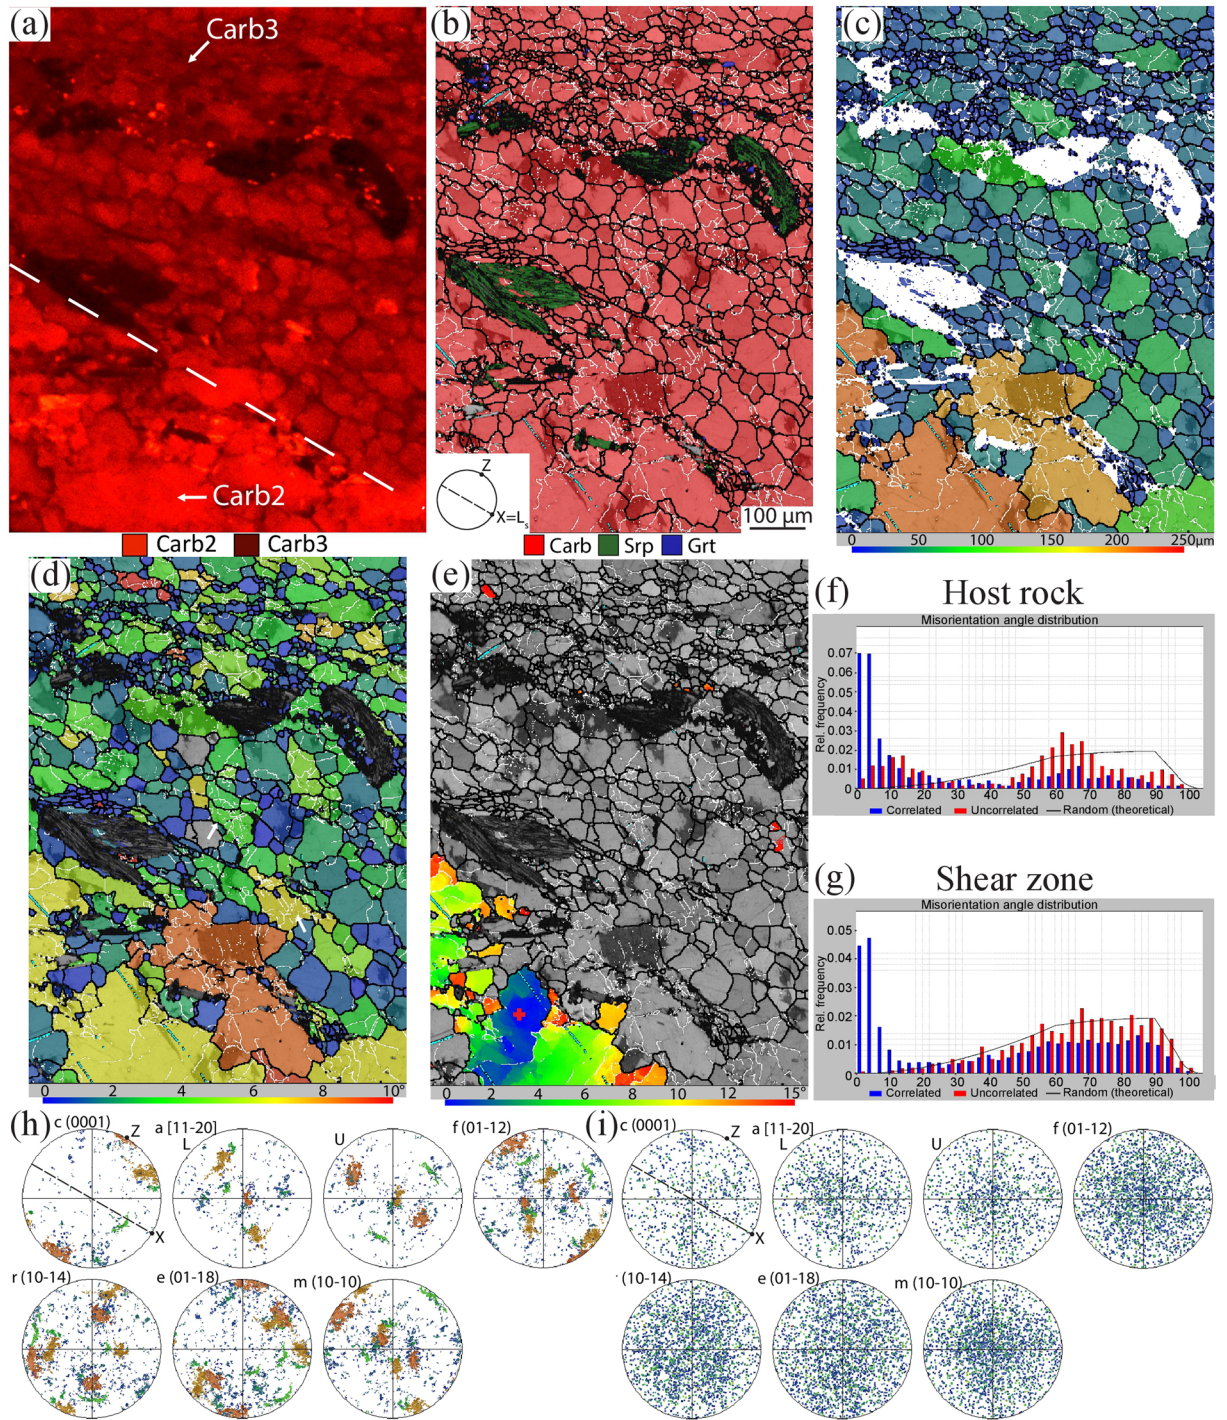 (a)
Carb3
Carb2
Carb2 Carb3
(b)
Z
X=Ls
100 µm
Carb Srp Grt
(c)
0 50 100 150 200 250µm
(d)
0 2 4 6 8 10°
(e)
0 2 4 6 8 10 12 15°
(f) Host rock
Misorientation angle distribution
Rel. frequency
0.07
0.06
0.05
0.04
0.03
0.02
0.01
0
0 10 20 30 40 50 60 70 80 90 100
Correlated Uncorrelated Random (theoretical)
(g) Shear zone
Misorientation angle distribution
Rel. frequency
0.05
0.04
0.03
0.02
0.01
0
0 10 20 30 40 50 60 70 80 90 100
Correlated Uncorrelated Random (theoretical)
(h)
c (0001) a [11-20] f (01-12)
Z L U
X
r (10-14) e (01-18) m (10-10)
(i)
c (0001) a [11-20] f (01-12)
Z L U
X
(10-14) e (01-18) m (10-10)